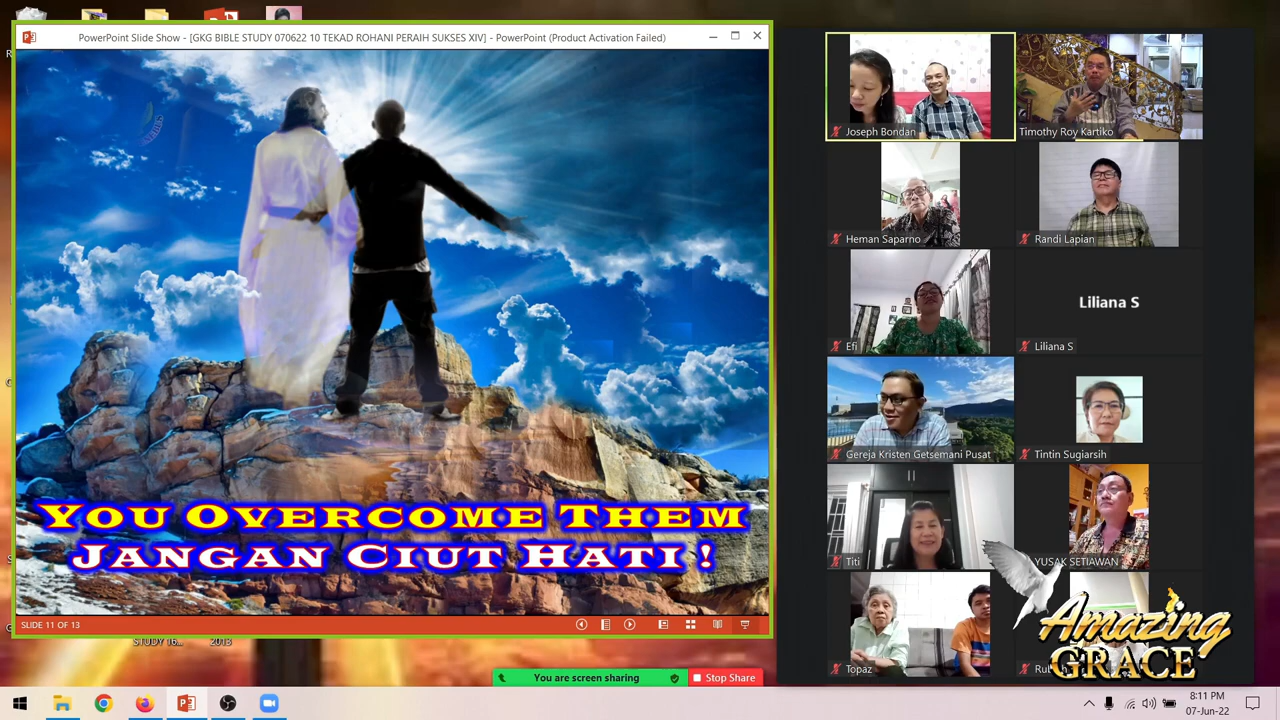 PowerPoint Slide Show - [GKG BIBLE STUDY 070622 10 TEKAD ROHANI PERAIH SUKSES XIV] - PowerPoint (Product Activation Failed)
YOU OVERCOME THEM
JANGAN CIUT HATI !
SLIDE 11 OF 13
STUDY 16...
2013
You are screen sharing
Stop Share
Joseph Bondan
Timothy Roy Kartiko
Heman Saparno
Randi Lapian
Efi
Liliana S
Liliana S
Gereja Kristen Getsemani Pusat
Tintin Sugiarsih
Titi
YUSAK SETIAWAN
Topaz
Amazing
GRACE
8:11 PM
07-Jun-22